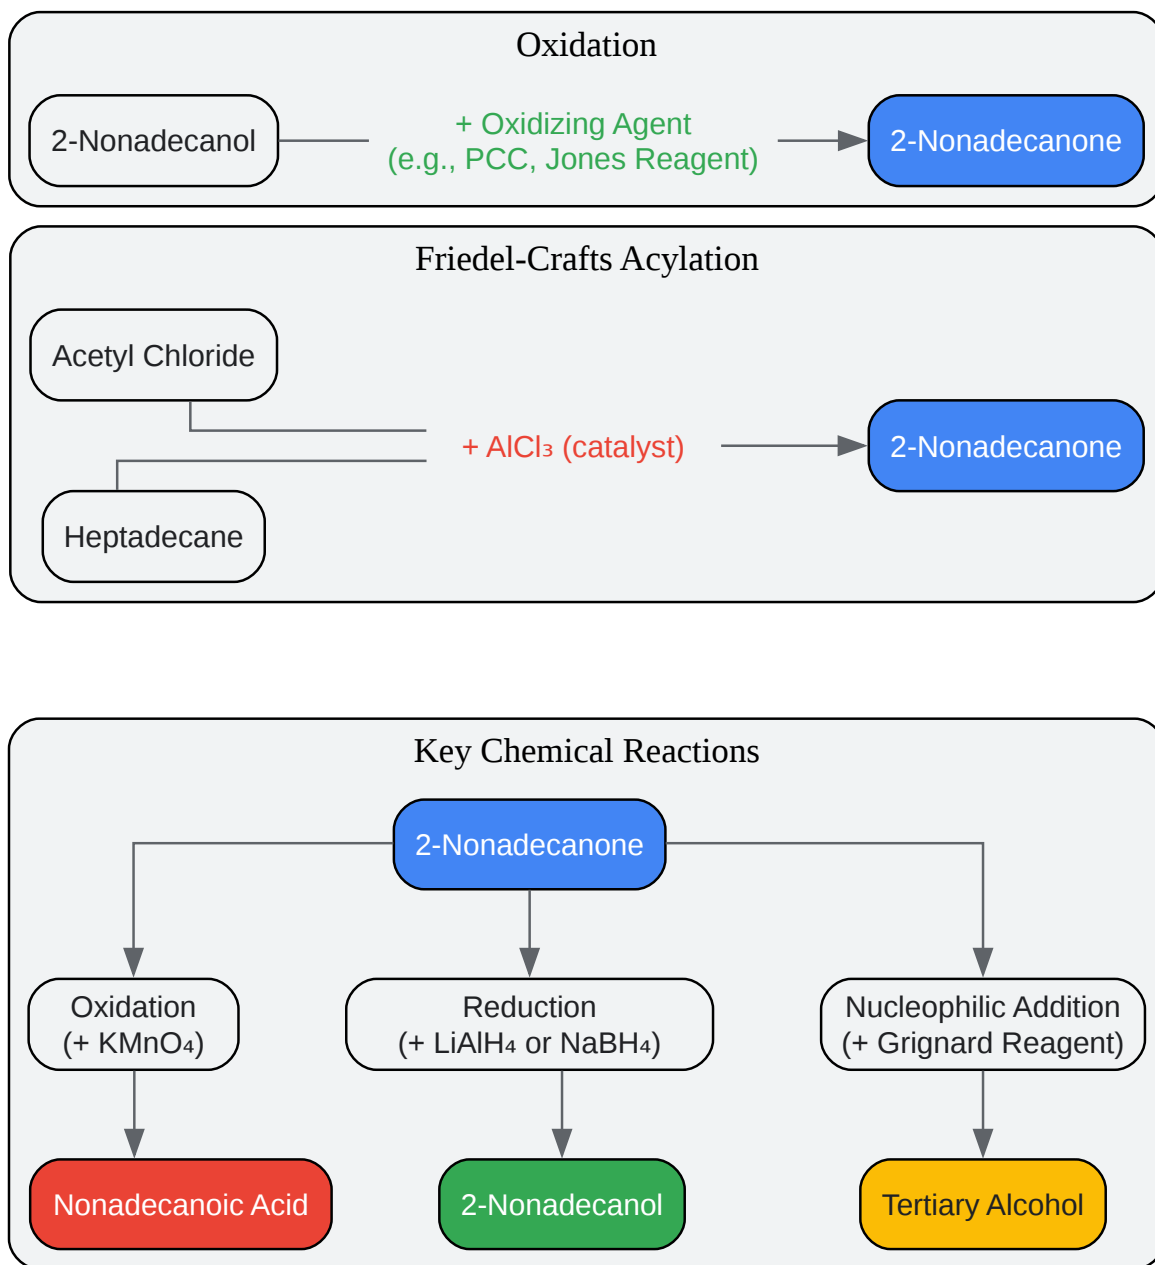 Oxidation
2-Nonadecanol
+ Oxidizing Agent
(e.g., PCC, Jones Reagent)
2-Nonadecanone
Friedel-Crafts Acylation
Acetyl Chloride
+ AlCl₃ (catalyst)
2-Nonadecanone
Heptadecane
Key Chemical Reactions
2-Nonadecanone
Oxidation
(+ KMnO₄)
Reduction
(+ LiAlH₄ or NaBH₄)
Nucleophilic Addition
(+ Grignard Reagent)
Nonadecanoic Acid
2-Nonadecanol
Tertiary Alcohol